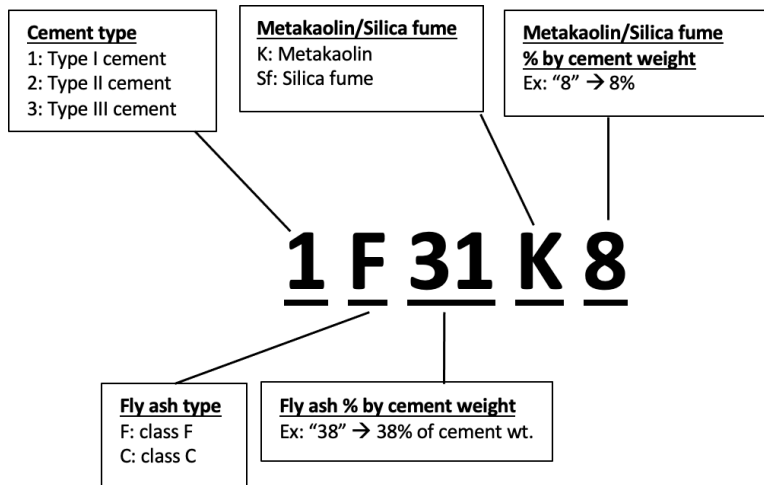 Cement type
1: Type I cement
2: Type II cement
3: Type III cement
Metakaolin/Silica fume
K: Metakaolin
Sf: Silica fume
Metakaolin/Silica fume
% by cement weight
Ex: “8” → 8%
1 F 31 K 8
Fly ash type
F: class F
C: class C
Fly ash % by cement weight
Ex: “38” → 38% of cement wt.